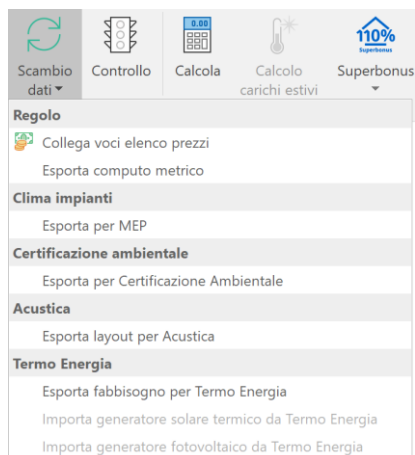 0.00
110%
Superbonus
Scambio dati
Controllo
Calcola
Calcolo carichi estivi
Superbonus
Regolo
Collega voci elenco prezzi
Esporta computo metrico
Clima impianti
Esporta per MEP
Certificazione ambientale
Esporta per Certificazione Ambientale
Acustica
Esporta layout per Acustica
Termo Energia
Esporta fabbisogno per Termo Energia
Importa generatore solare termico da Termo Energia
Importa generatore fotovoltaico da Termo Energia